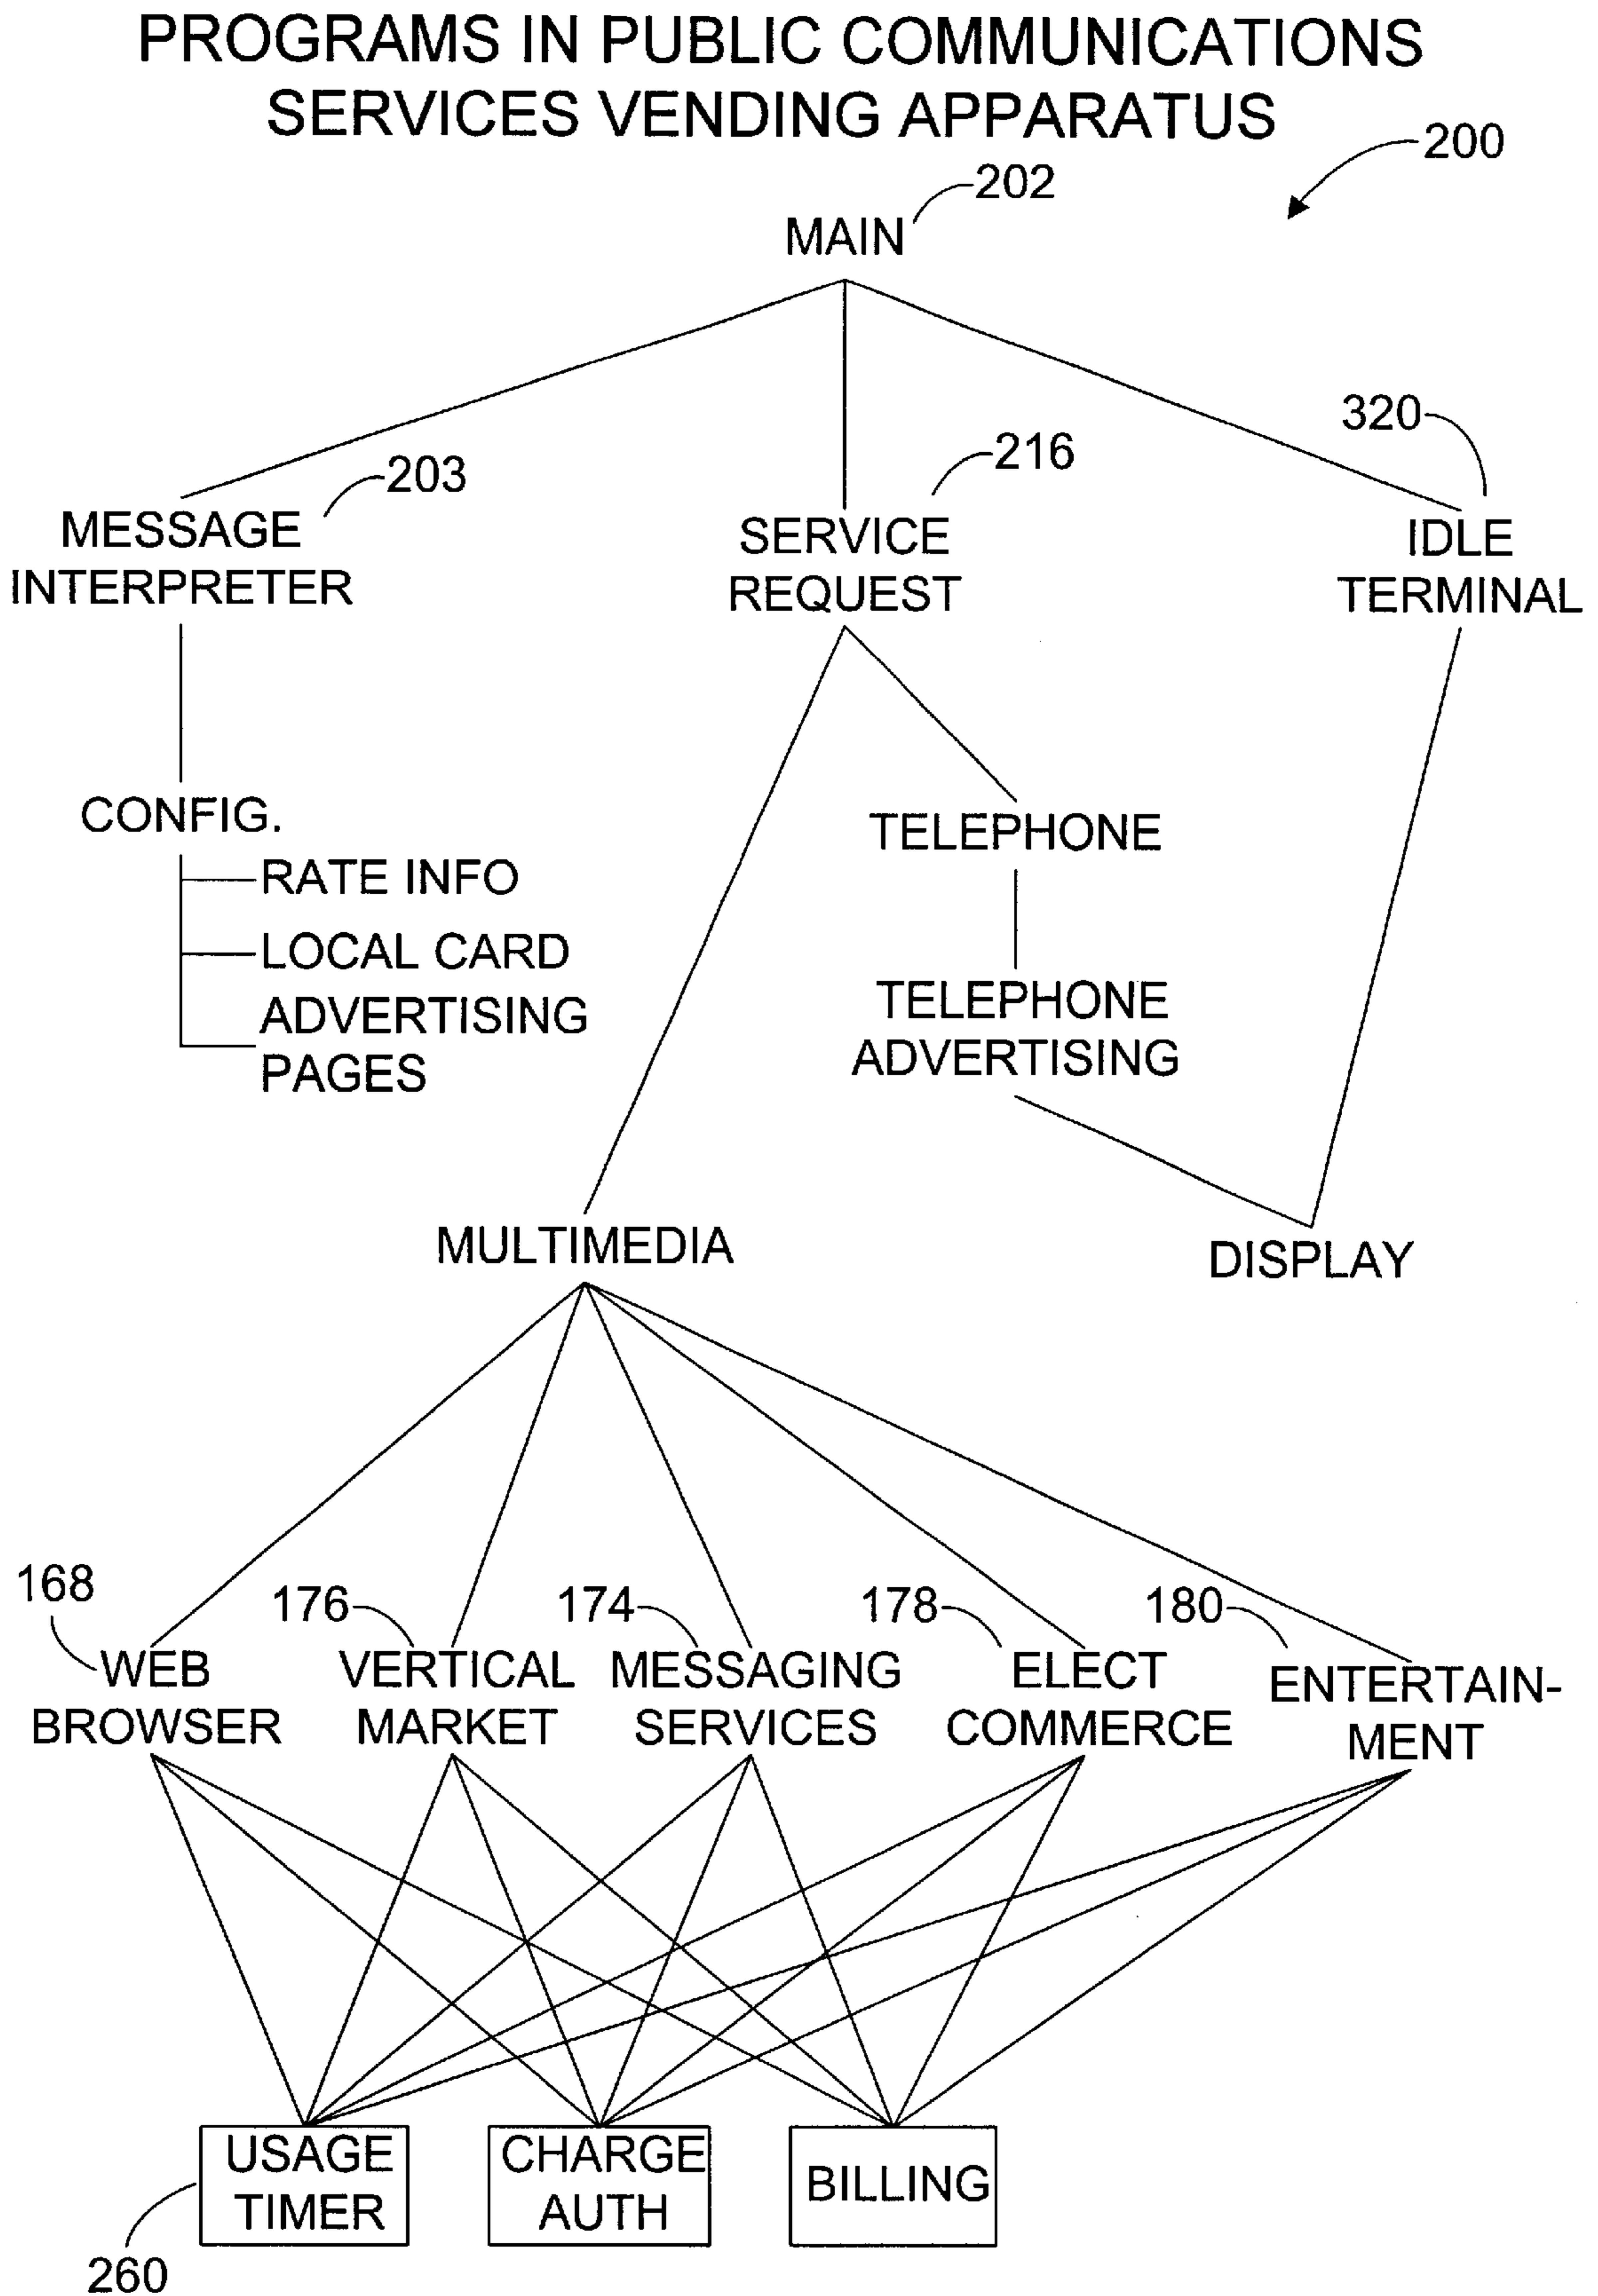 PROGRAMS IN PUBLIC COMMUNICATIONS
SERVICES VENDING APPARATUS
200
202
MAIN
320
203
216
MESSAGE
INTERPRETER
SERVICE
REQUEST
IDLE
TERMINAL
CONFIG.
RATE INFO
LOCAL CARD
ADVERTISING
PAGES
TELEPHONE
TELEPHONE
ADVERTISING
MULTIMEDIA
DISPLAY
168
176
174
178
180
WEB
BROWSER
VERTICAL
MARKET
MESSAGING
SERVICES
ELECT
COMMERCE
ENTERTAIN-
MENT
USAGE
TIMER
CHARGE
AUTH
BILLING
260